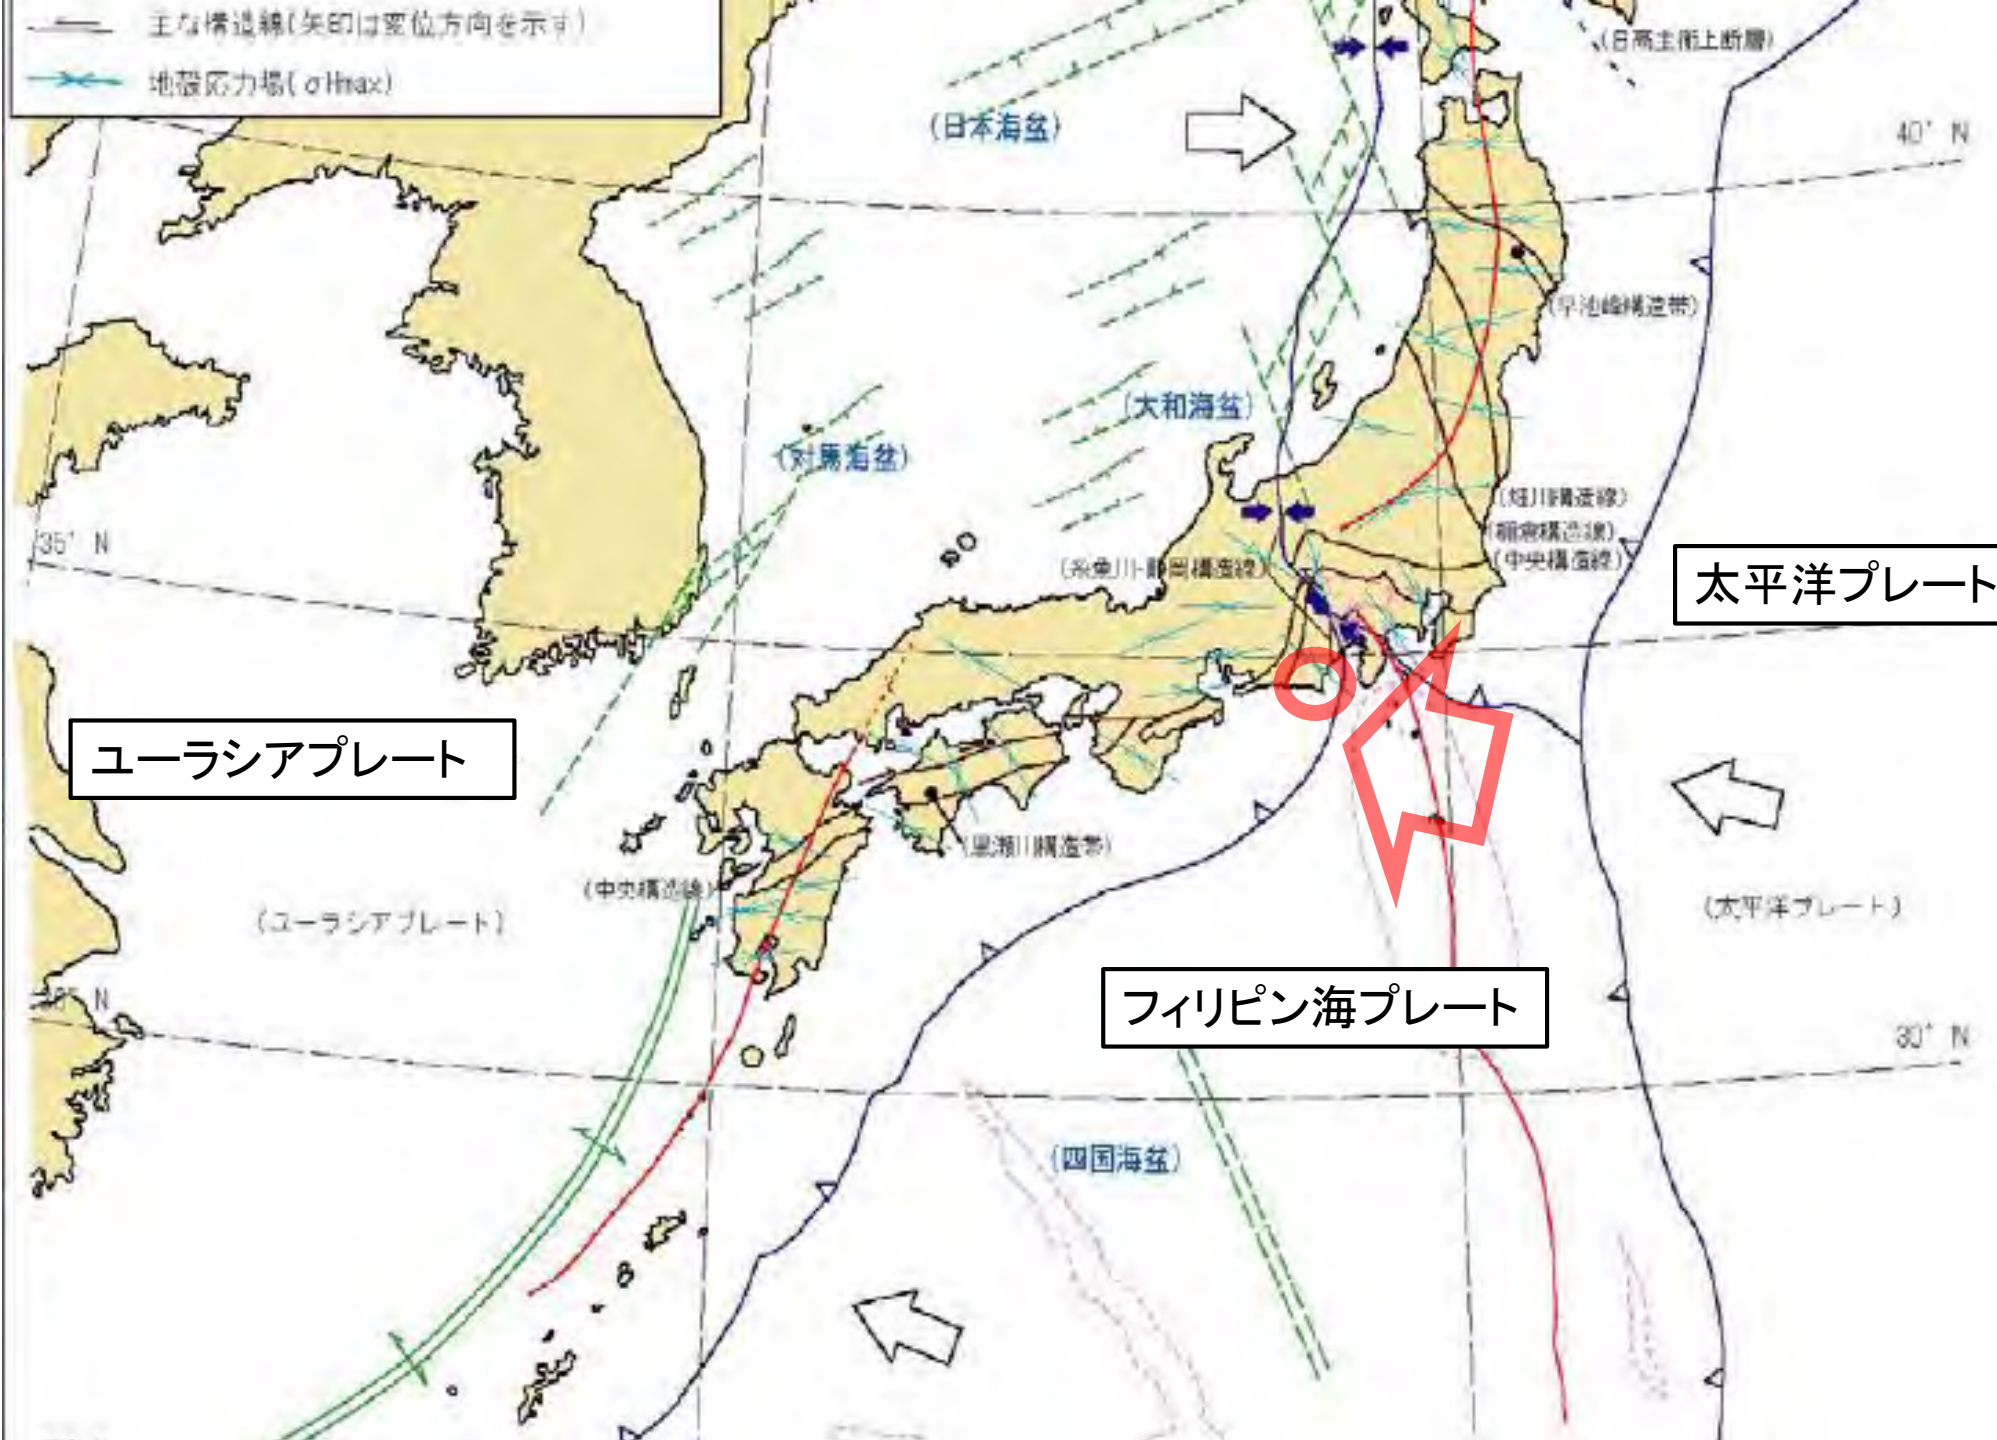 主な構造線(矢印は変位方向を示す)
地殻応力場(σHmax)
(日高主衝上断層)
(日本海盆)
40° N
(早池峰構造帯)
(大和海盆)
(対馬海盆)
(畑川構造線)
(棚倉構造線)
(中央構造線)
35° N
(糸魚川-静岡構造線)
太平洋プレート
ユーラシアプレート
(黒瀬川構造帯)
(中央構造線)
(ユーラシアプレート)
(太平洋プレート)
フィリピン海プレート
30° N
30° N
(四国海盆)